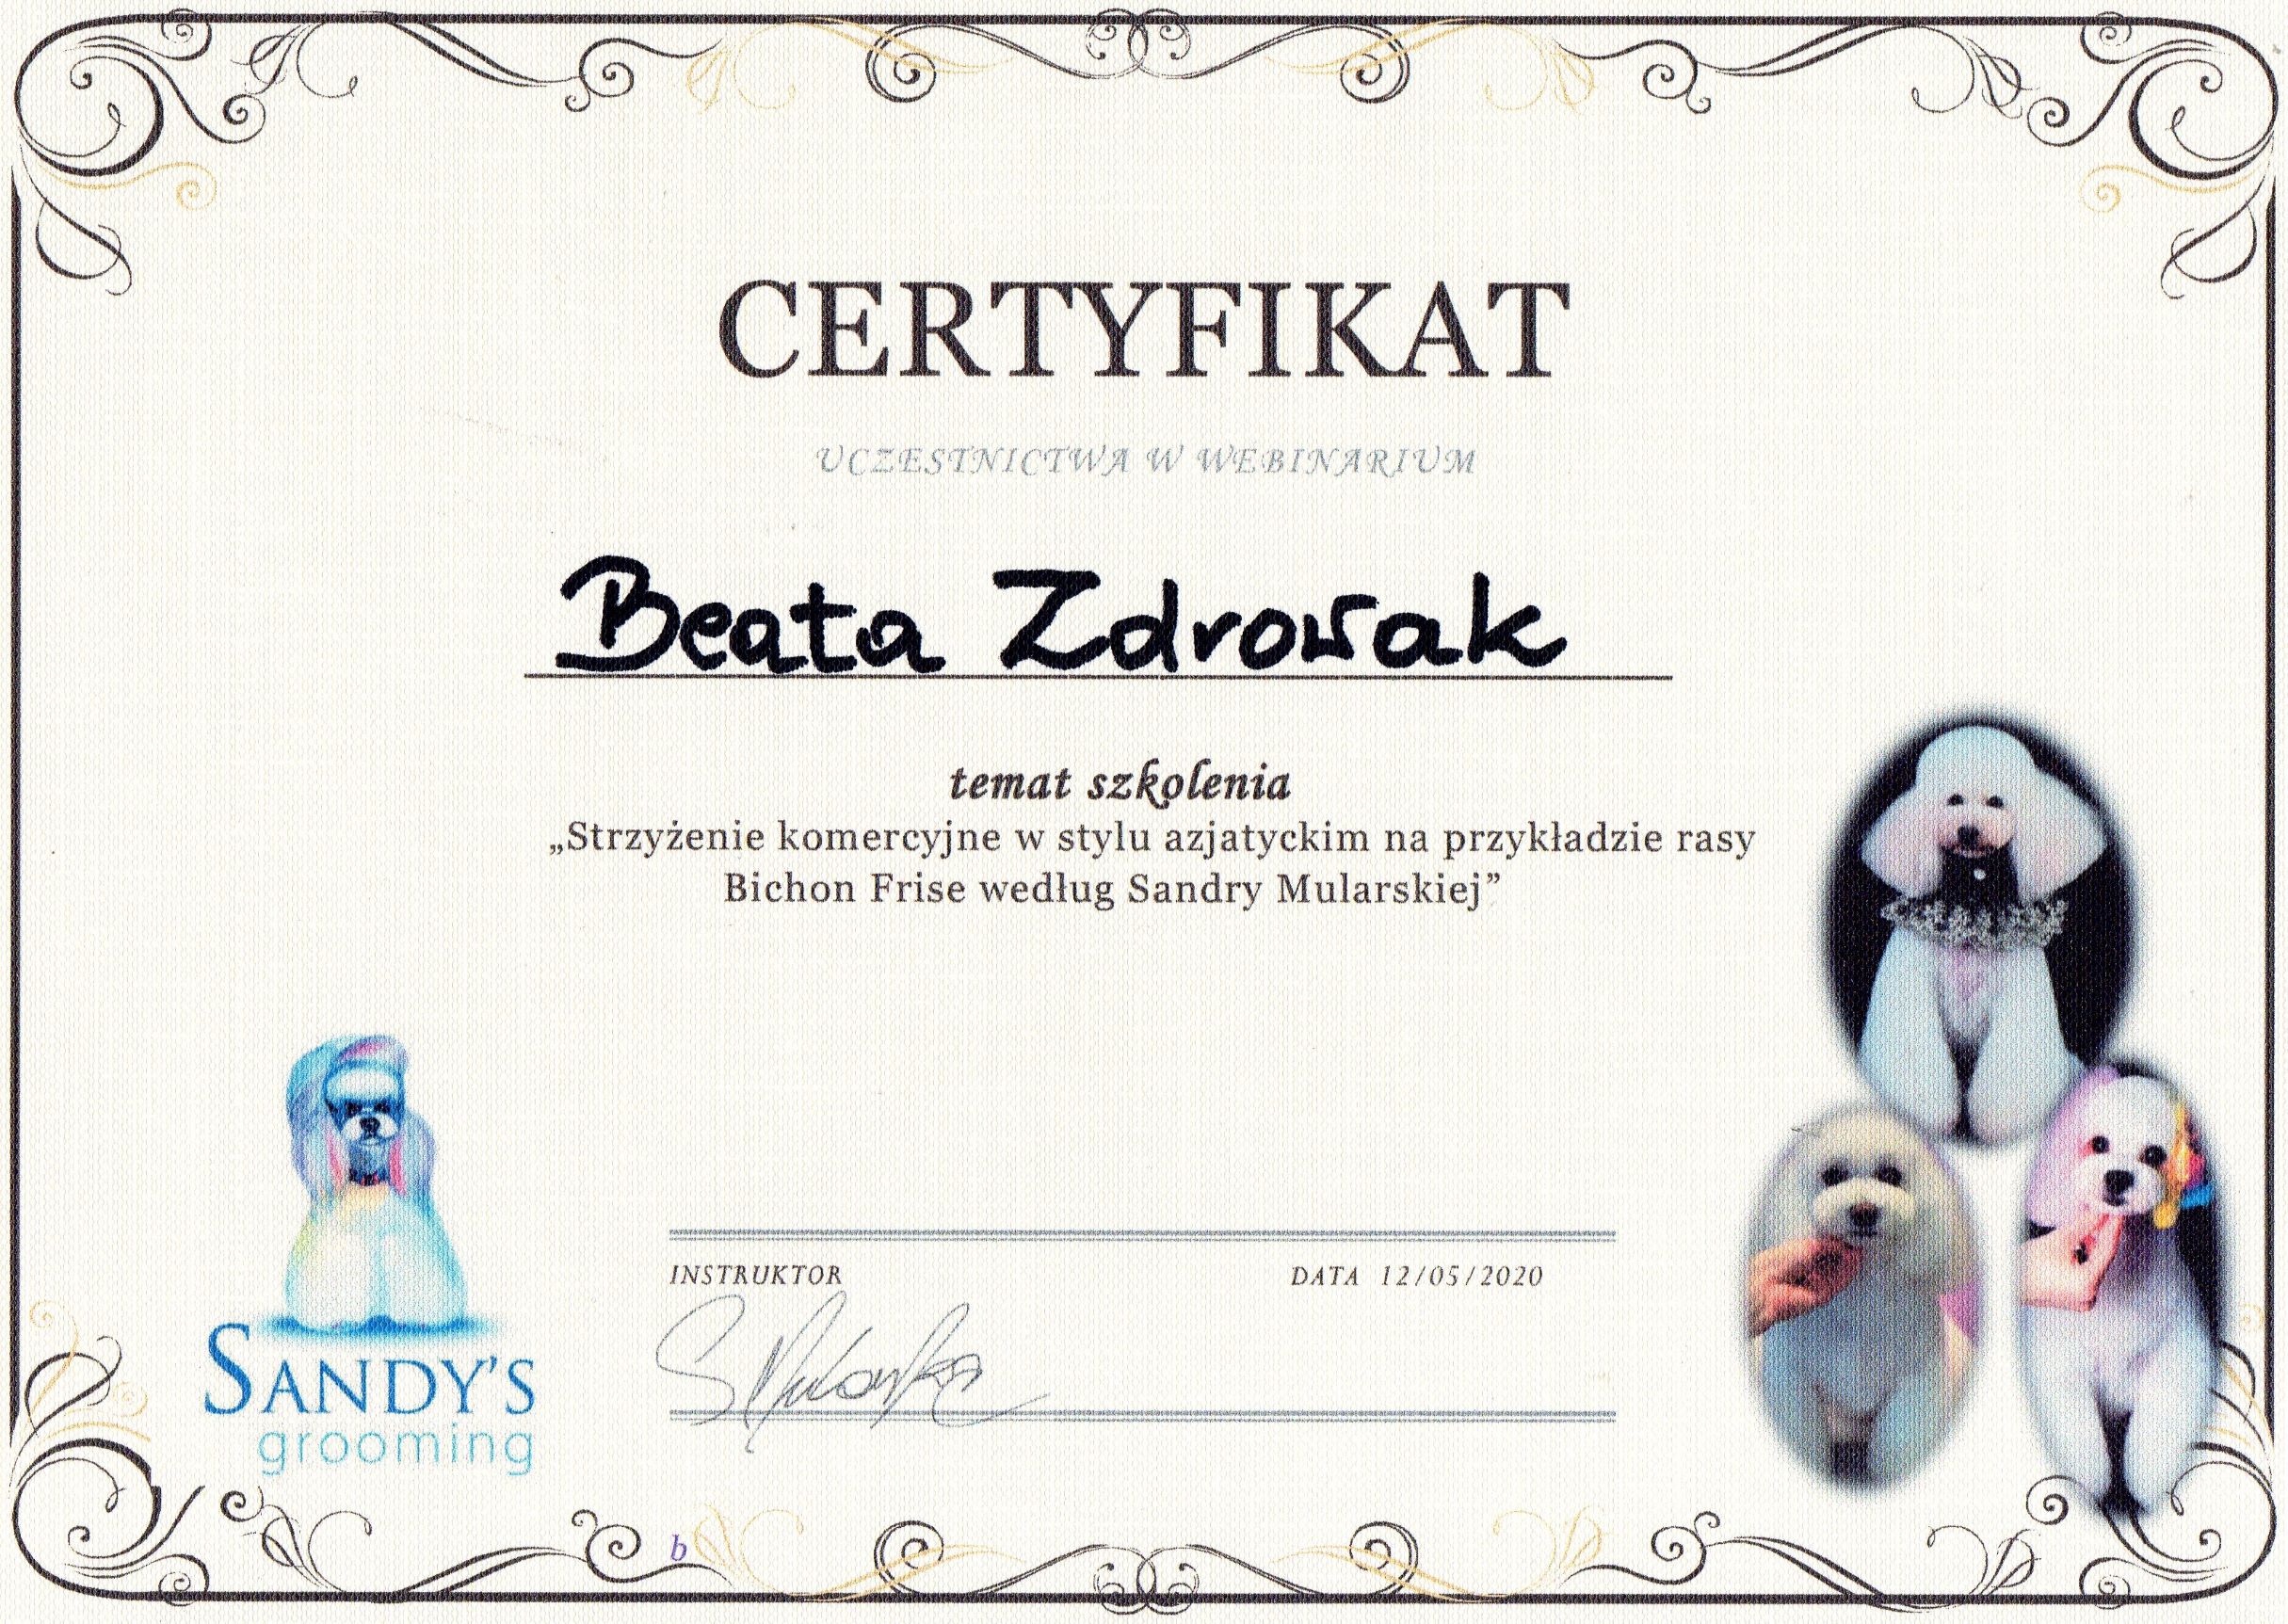 CERTYFIKAT
UCZESTNICTWA W WEBINARIUM
Beata Zdrowak
temat szkolenia
„Strzyżenie komercyjne w stylu azjatyckim na przykładzie rasy
Bichon Frise według Sandry Mularskiej”
INSTRUKTOR DATA 12/05/2020
SANDY'S
grooming
b